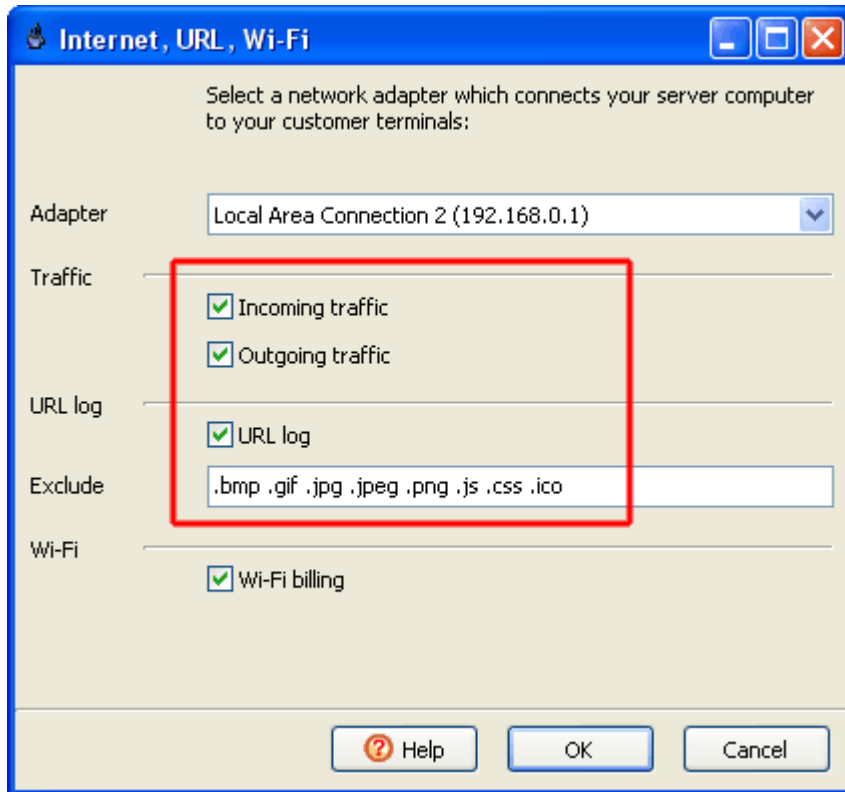 Internet, URL, Wi-Fi
Select a network adapter which connects your server computer
to your customer terminals:
Adapter
Local Area Connection 2 (192.168.0.1)
Traffic
Incoming traffic
Outgoing traffic
URL log
URL log
Exclude
.bmp .gif .jpg .jpeg .png .js .css .ico
Wi-Fi
Wi-Fi billing
Help
OK
Cancel